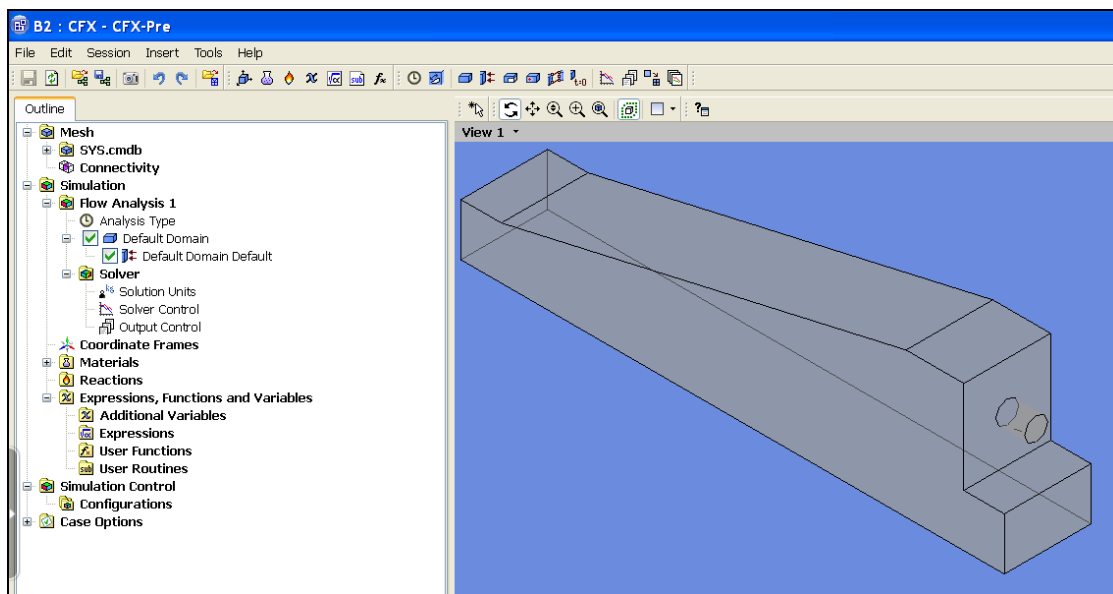 B2 : CFX - CFX-Pre
File Edit Session Insert Tools Help
Outline
View 1
Mesh
SYS.cmdb
Connectivity
Simulation
Flow Analysis 1
Analysis Type
Default Domain
Default Domain Default
Solver
Solution Units
Solver Control
Output Control
Coordinate Frames
Materials
Reactions
Expressions, Functions and Variables
Additional Variables
Expressions
User Functions
User Routines
Simulation Control
Configurations
Case Options